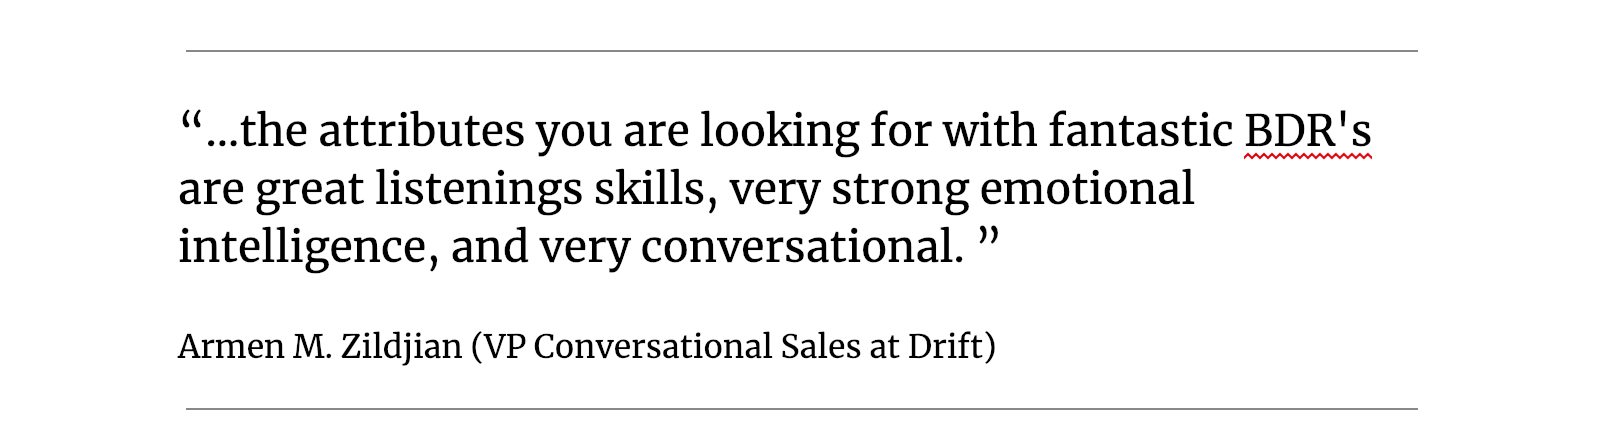 “...the attributes you are looking for with fantastic BDR's
are great listenings skills, very strong emotional
intelligence, and very conversational. ”
Armen M. Zildjian (VP Conversational Sales at Drift)